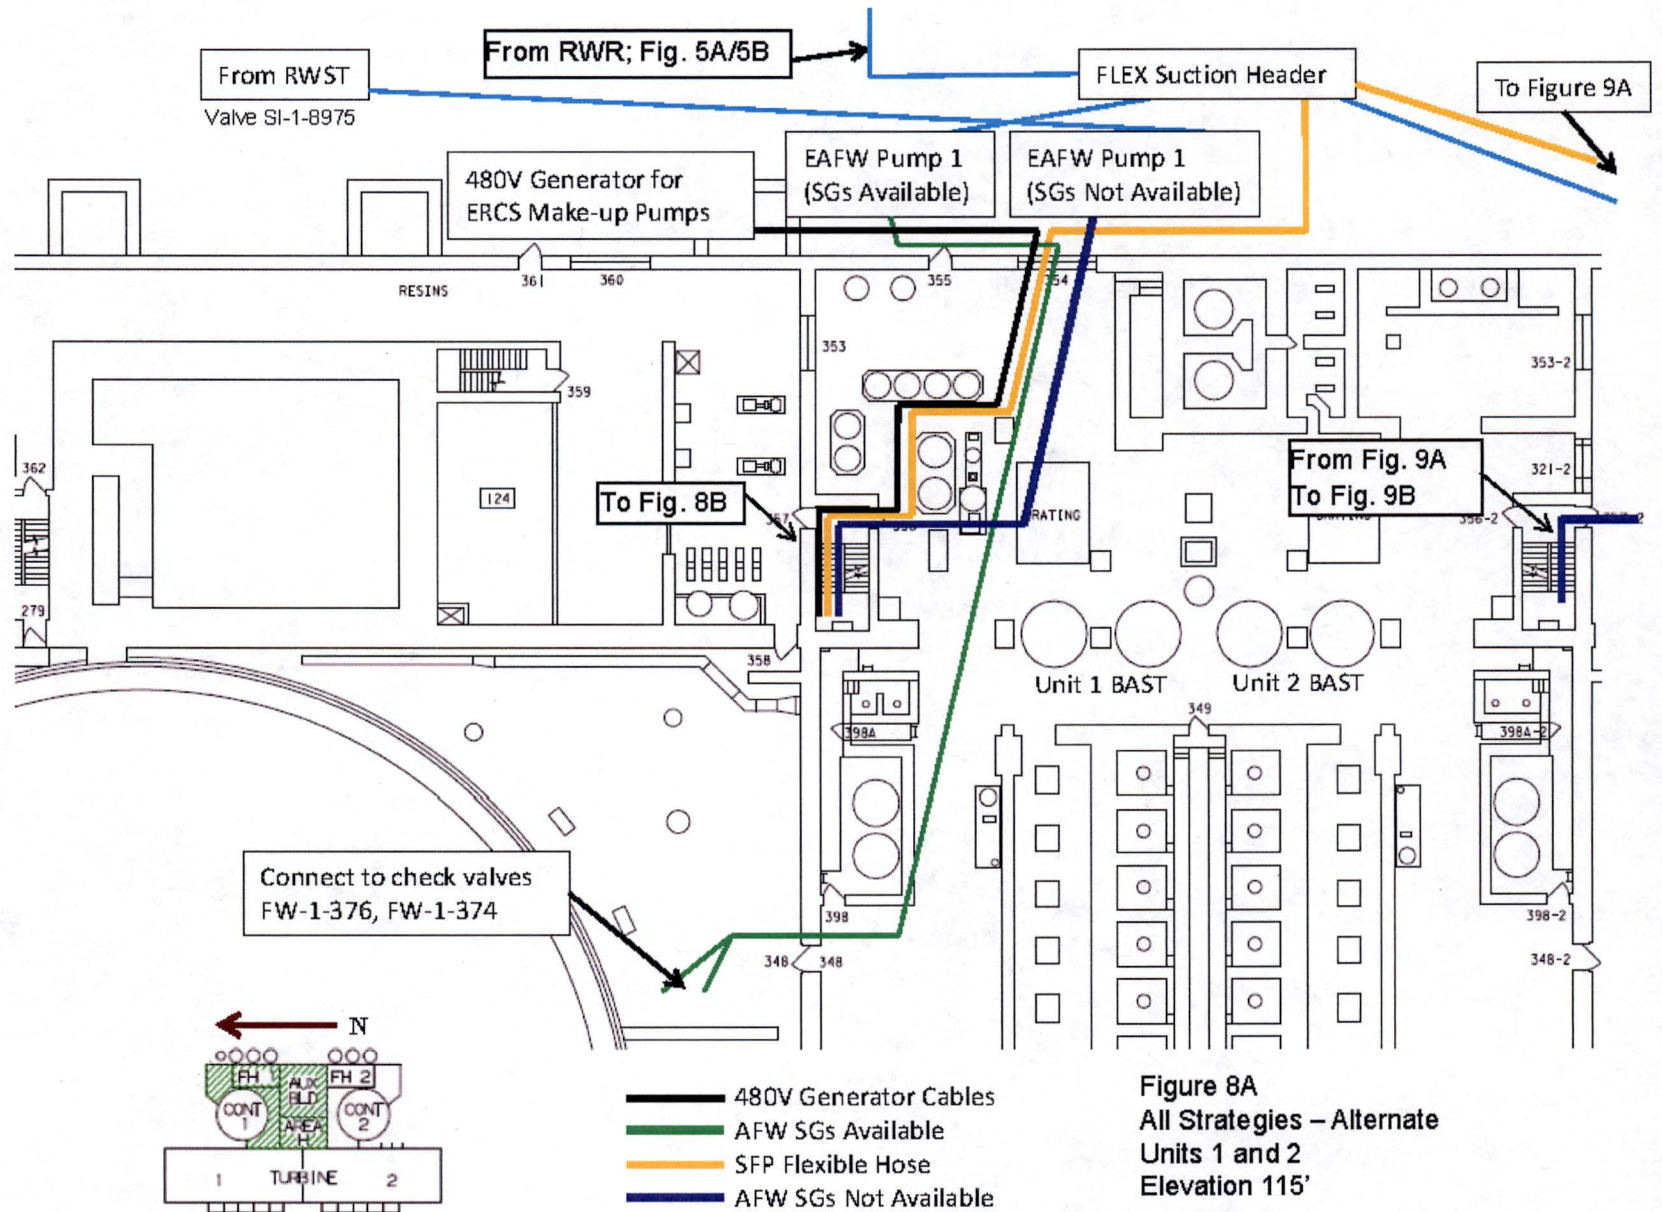 From RWR; Fig. 5A/5B
From RWST
Valve SI-1-8975
FLEX Suction Header
To Figure 9A
480V Generator for
ERCS Make-up Pumps
EAFW Pump 1
(SGs Available)
EAFW Pump 1
(SGs Not Available)
RESINS
361
360
355
354
353
359
353-2
362
124
To Fig. 8B
From Fig. 9A
To Fig. 9B
321-2
356-2
279
358
Unit 1 BAST
Unit 2 BAST
349
398A
398A-2
Connect to check valves
FW-1-376, FW-1-374
398
398-2
348
348
348-2
N
FH
AUX
BLD
FH 2
CONT
1
AREA
H
CONT
2
1
TURBINE
2
480V Generator Cables
AFW SGs Available
SFP Flexible Hose
AFW SGs Not Available
Figure 8A
All Strategies – Alternate
Units 1 and 2
Elevation 115'